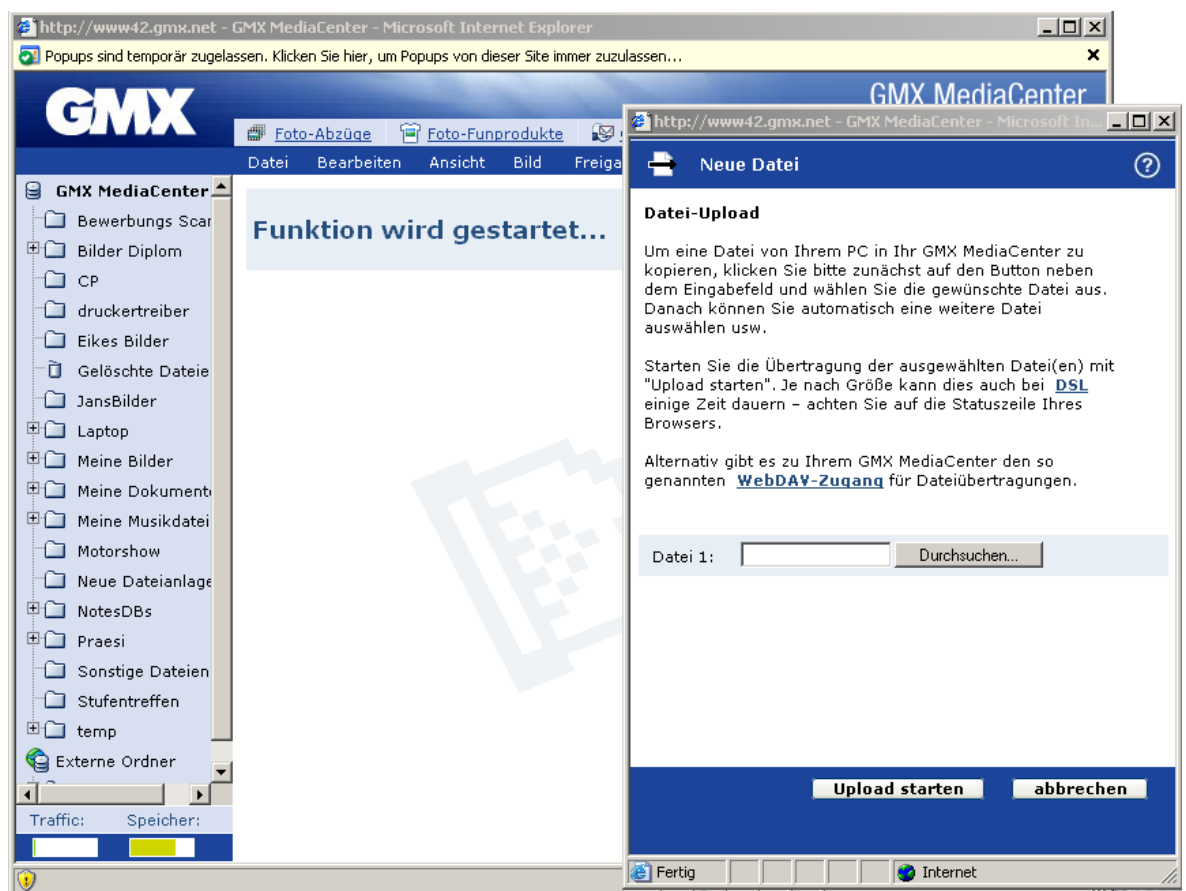 http://www42.gmx.net - GMX MediaCenter - Microsoft Internet Explorer
Popups sind temporär zugelassen. Klicken Sie hier, um Popups von dieser Site immer zuzulassen...
GMX
GMX MediaCenter
Foto-Abzüge
Foto-Funprodukte
Datei Bearbeiten Ansicht Bild Freiga
GMX MediaCenter
Bewerbungs Scar
Bilder Diplom
CP
druckertreiber
Eikes Bilder
Gelöschte Dateie
JansBilder
Laptop
Meine Bilder
Meine Dokument
Meine Musikdatei
Motorshow
Neue Dateianlage
NotesDBs
Praesi
Sonstige Dateien
Stufentreffen
temp
Externe Ordner
Traffic: Speicher:
Funktion wird gestartet...
http://www42.gmx.net - GMX MediaCenter - Microsoft In...
Neue Datei
Datei-Upload
Um eine Datei von Ihrem PC in Ihr GMX MediaCenter zu
kopieren, klicken Sie bitte zunächst auf den Button neben
dem Eingabefeld und wählen Sie die gewünschte Datei aus.
Danach können Sie automatisch eine weitere Datei
auswählen usw.
Starten Sie die Übertragung der ausgewählten Datei(en) mit
"Upload starten". Je nach Größe kann dies auch bei DSL
einige Zeit dauern – achten Sie auf die Statuszeile Ihres
Browsers.
Alternativ gibt es zu Ihrem GMX MediaCenter den so
genannten WebDAV-Zugang für Dateiübertragungen.
Datei 1: Durchsuchen...
Upload starten abbrechen
Fertig Internet